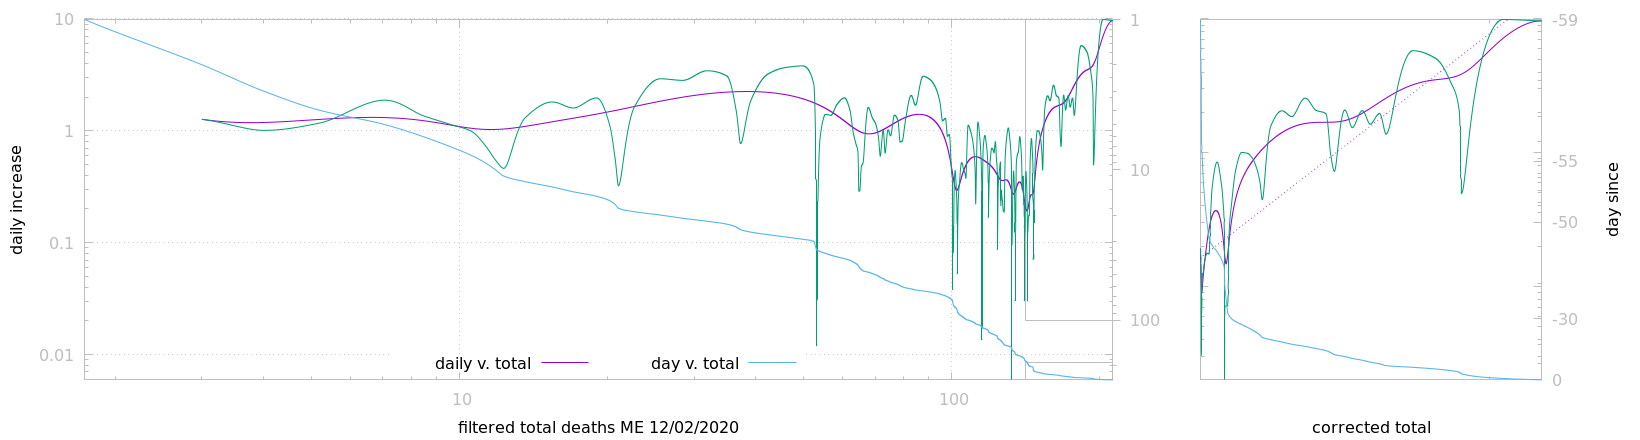 10
1
0.1
0.01
daily increase
10
100
filtered total deaths ME 12/02/2020
daily v. total
day v. total
1
10
100
-59
-55
-50
-30
0
day since
corrected total